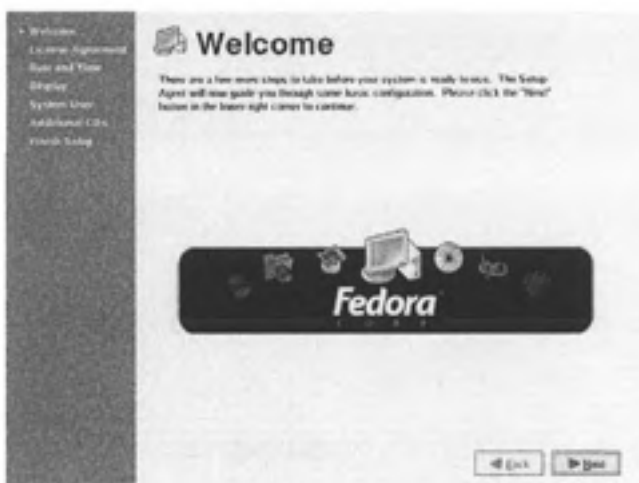 Welcome
License Agreement
Date and Time
Display
System User
Additional CDs
Finish Setup
Welcome
There are a few more steps to take before your system is ready to use. The Setup
Agent will now guide you through some basic configuration. Please click the "Next"
button in the lower right corner to continue.
Fedora
CORE
Back
Next